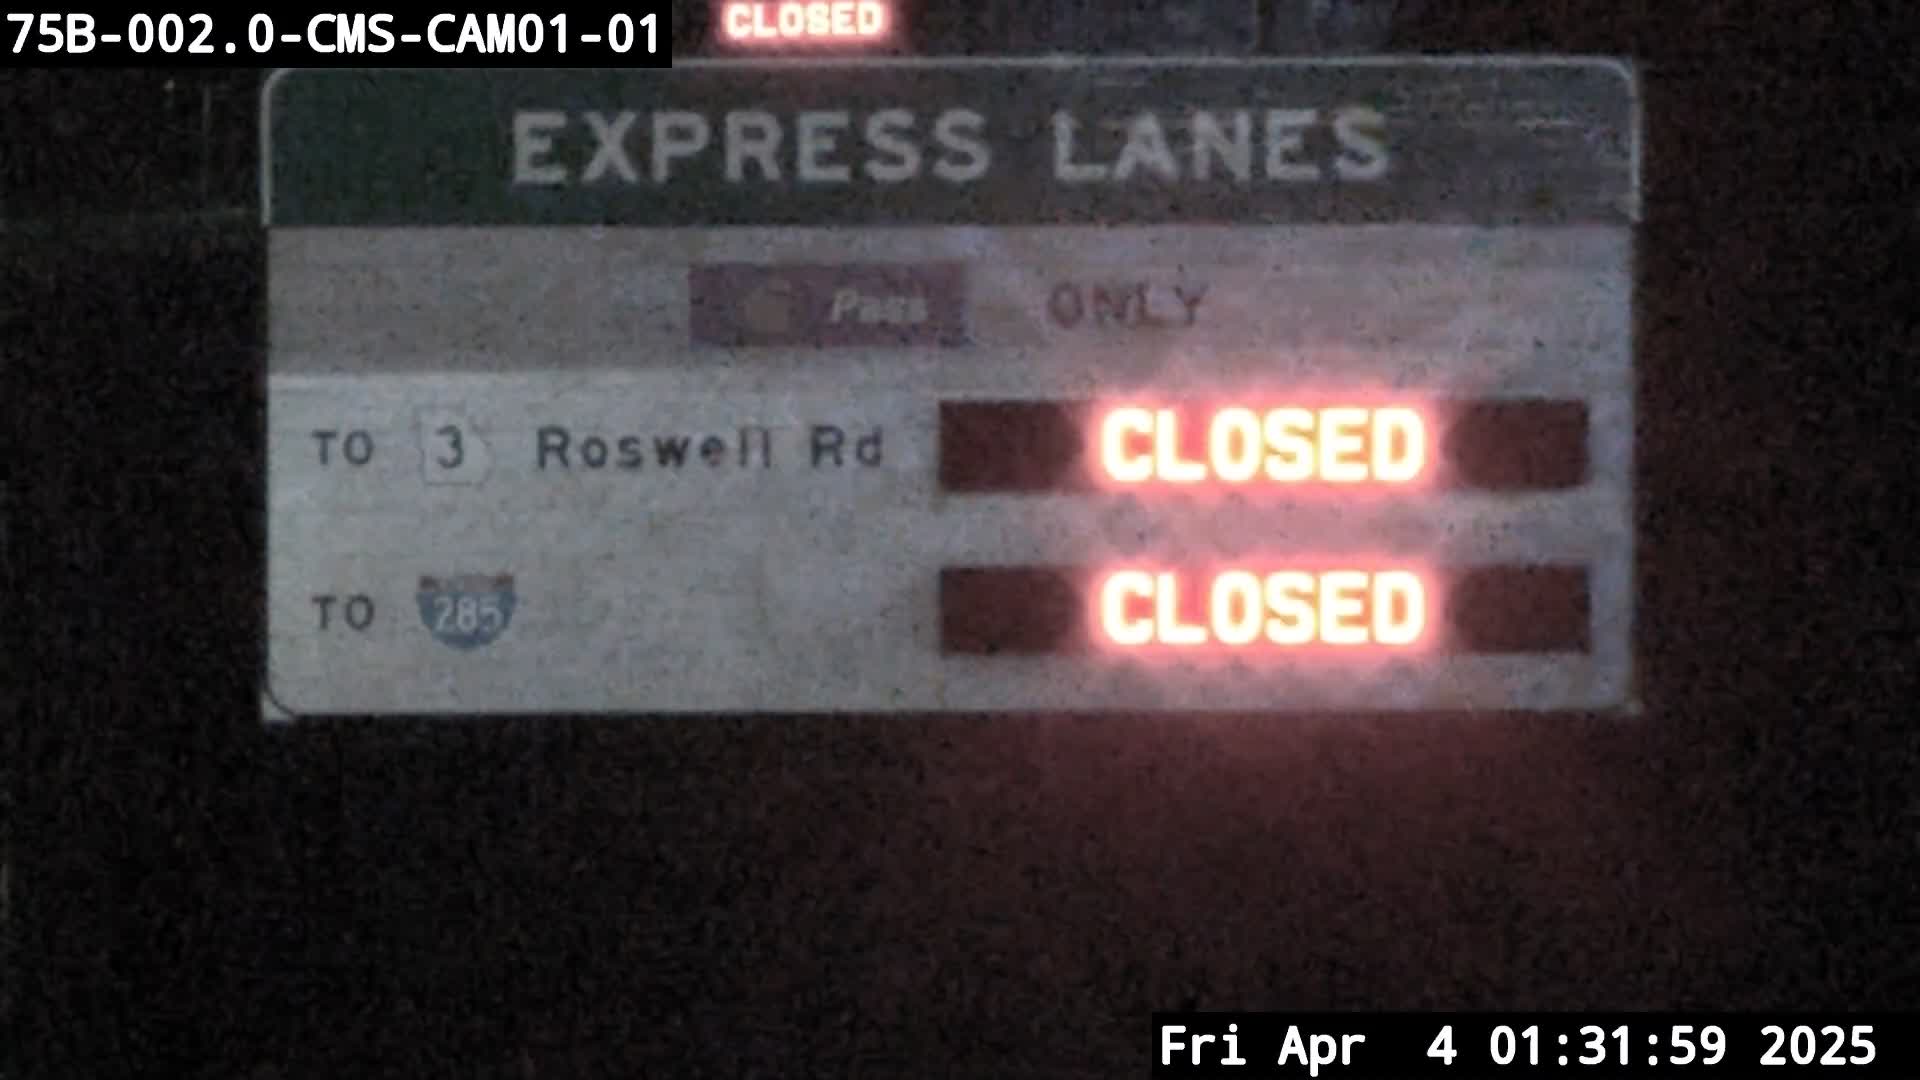 75B-002.0-CMS-CAM01-01
CLOSED
EXPRESS LANES
Pass ONLY
TO 3 Roswell Rd CLOSED
TO 285 CLOSED
Fri Apr 4 01:31:59 2025